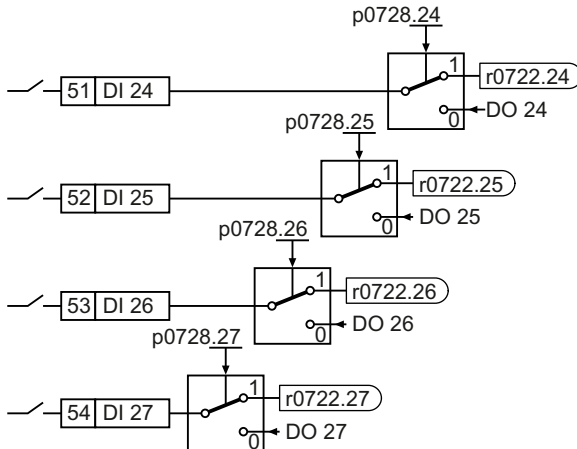 p0728.24
51 DI 24 1 r0722.24
0 DO 24
p0728.25
52 DI 25 1 r0722.25
0 DO 25
p0728.26
53 DI 26 1 r0722.26
0 DO 26
p0728.27
54 DI 27 1 r0722.27
0 DO 27